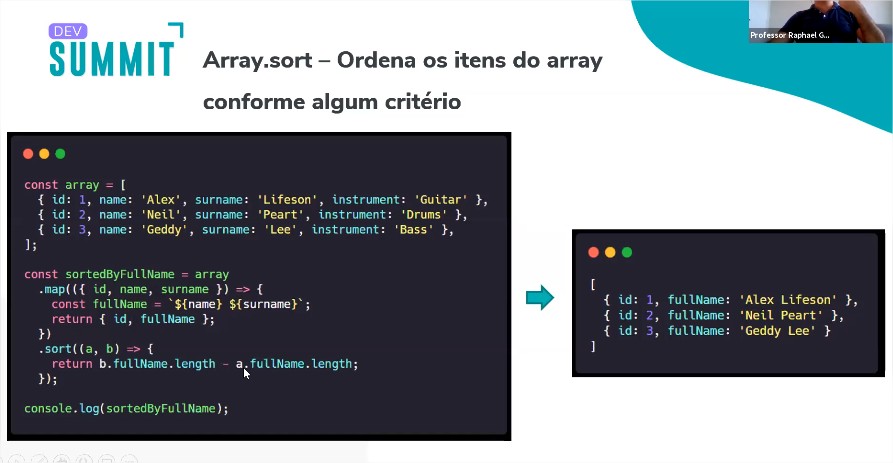 DEV
SUMMIT
Array.sort – Ordena os itens do array
conforme algum critério
Professor Raphael G...
const array = [
  { id: 1, name: 'Alex', surname: 'Lifeson', instrument: 'Guitar' },
  { id: 2, name: 'Neil', surname: 'Peart', instrument: 'Drums' },
  { id: 3, name: 'Geddy', surname: 'Lee', instrument: 'Bass' },
];
const sortedByFullName = array
  .map(({ id, name, surname }) => {
    const fullName = `${name} ${surname}`;
    return { id, fullName };
  })
  .sort((a, b) => {
    return b.fullName.length - a.fullName.length;
  });
console.log(sortedByFullName);
[
  { id: 1, fullName: 'Alex Lifeson' },
  { id: 2, fullName: 'Neil Peart' },
  { id: 3, fullName: 'Geddy Lee' }
]